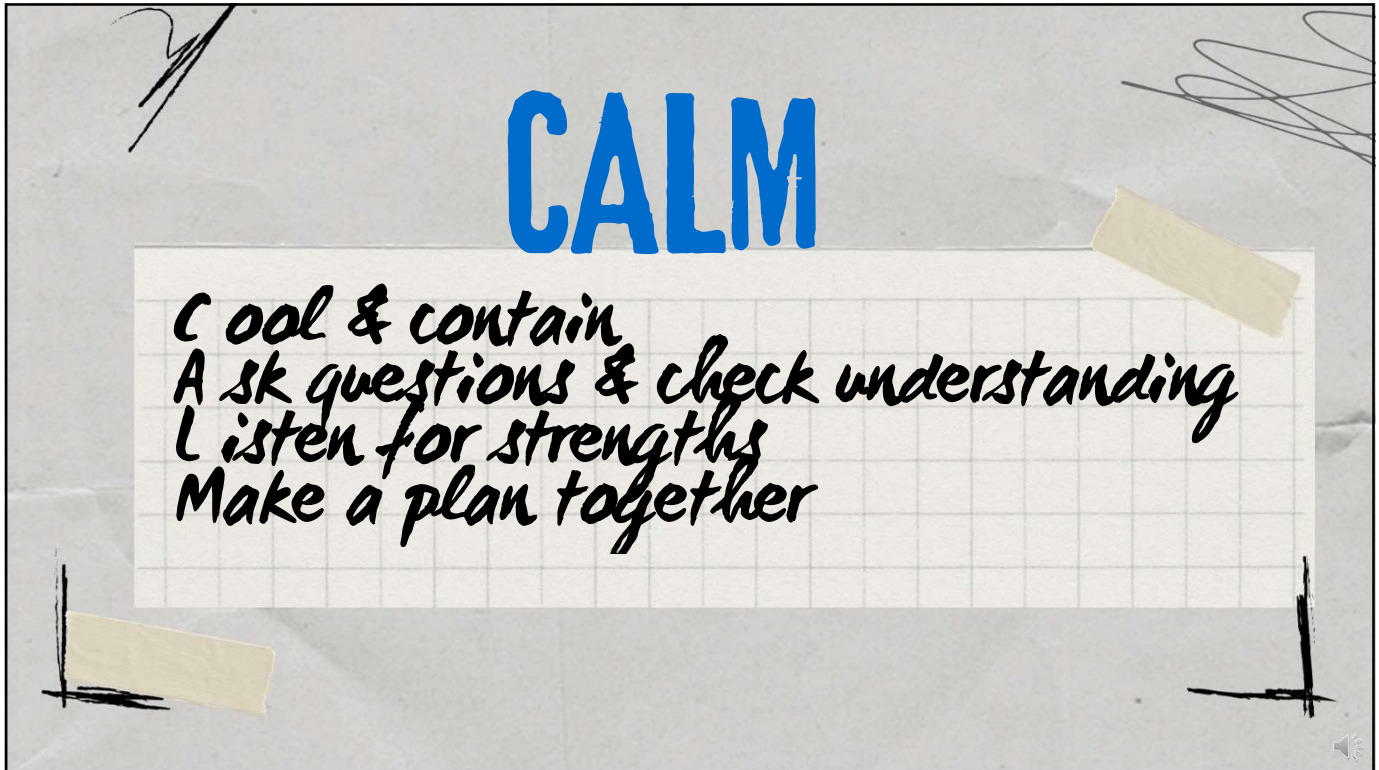 CALM
C ool & contain
A sk questions & check understanding
L isten for strengths
Make a plan together